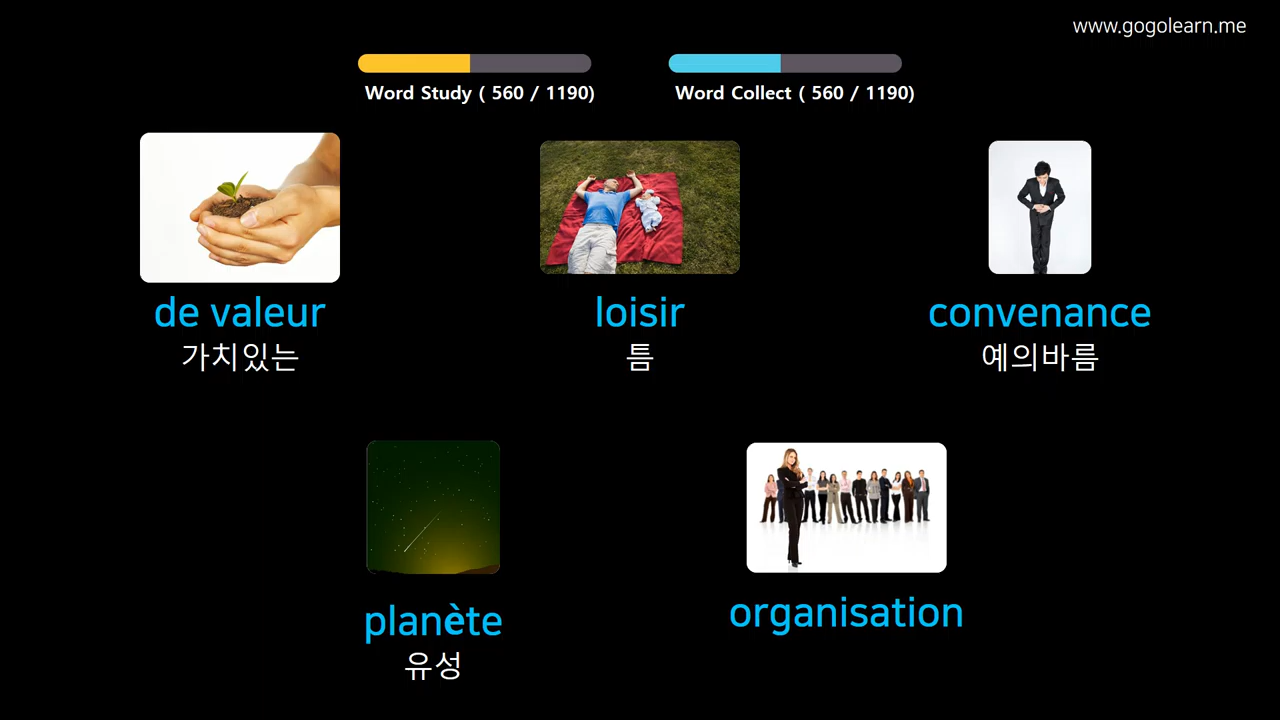 www.gogolearn.me
Word Study ( 560 / 1190)
Word Collect ( 560 / 1190)
de valeur
가치있는
loisir
틈
convenance
예의바름
planète
유성
organisation